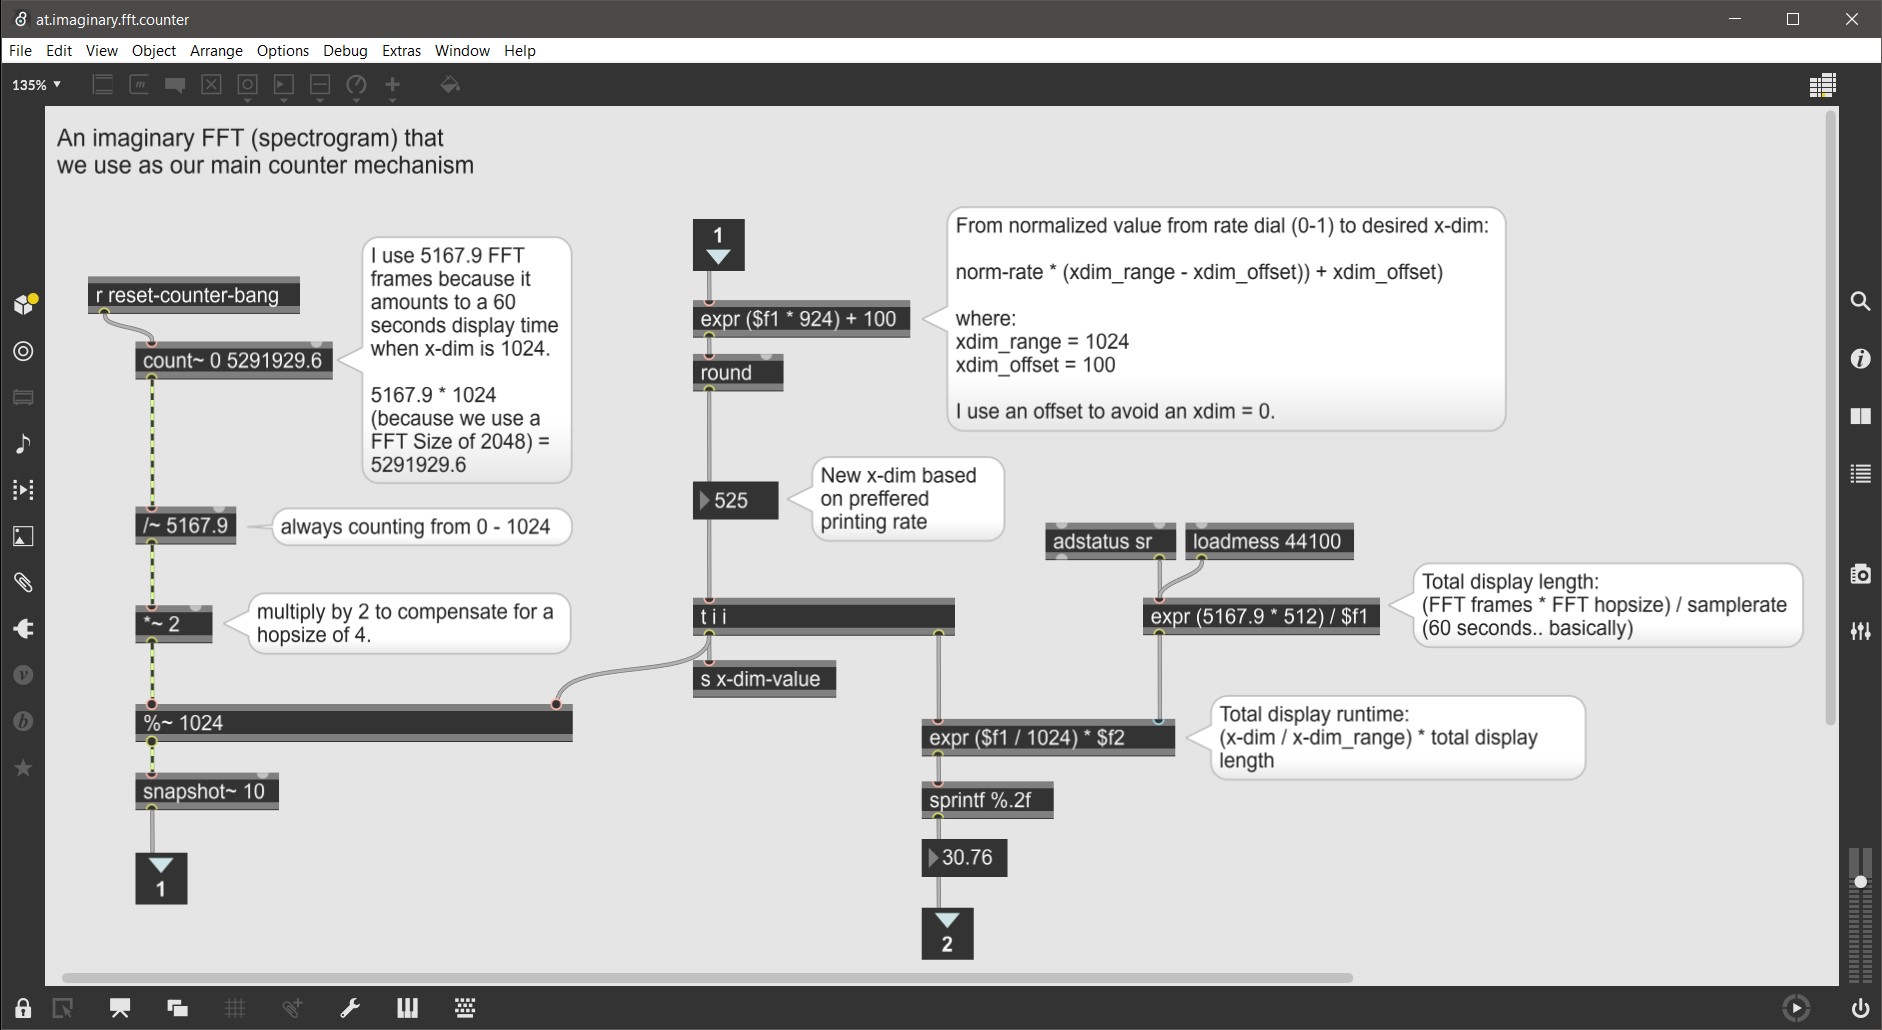 at.imaginary.fft.counter
File Edit View Object Arrange Options Debug Extras Window Help
135%
An imaginary FFT (spectrogram) that
we use as our main counter mechanism
r reset-counter-bang
count~ 0 5291929.6
I use 5167.9 FFT
frames because it
amounts to a 60
seconds display time
when x-dim is 1024.
5167.9 * 1024
(because we use a
FFT Size of 2048) =
5291929.6
/~ 5167.9
always counting from 0 - 1024
*~ 2
multiply by 2 to compensate for a
hopsize of 4.
%~ 1024
snapshot~ 10
1
1
expr ($f1 * 924) + 100
From normalized value from rate dial (0-1) to desired x-dim:
norm-rate * (xdim_range - xdim_offset)) + xdim_offset)
where:
xdim_range = 1024
xdim_offset = 100
I use an offset to avoid an xdim = 0.
round
525
New x-dim based
on preffered
printing rate
t i i
s x-dim-value
adstatus sr
loadmess 44100
expr (5167.9 * 512) / $f1
Total display length:
(FFT frames * FFT hopsize) / samplerate
(60 seconds.. basically)
expr ($f1 / 1024) * $f2
Total display runtime:
(x-dim / x-dim_range) * total display
length
sprintf %.2f
30.76
2